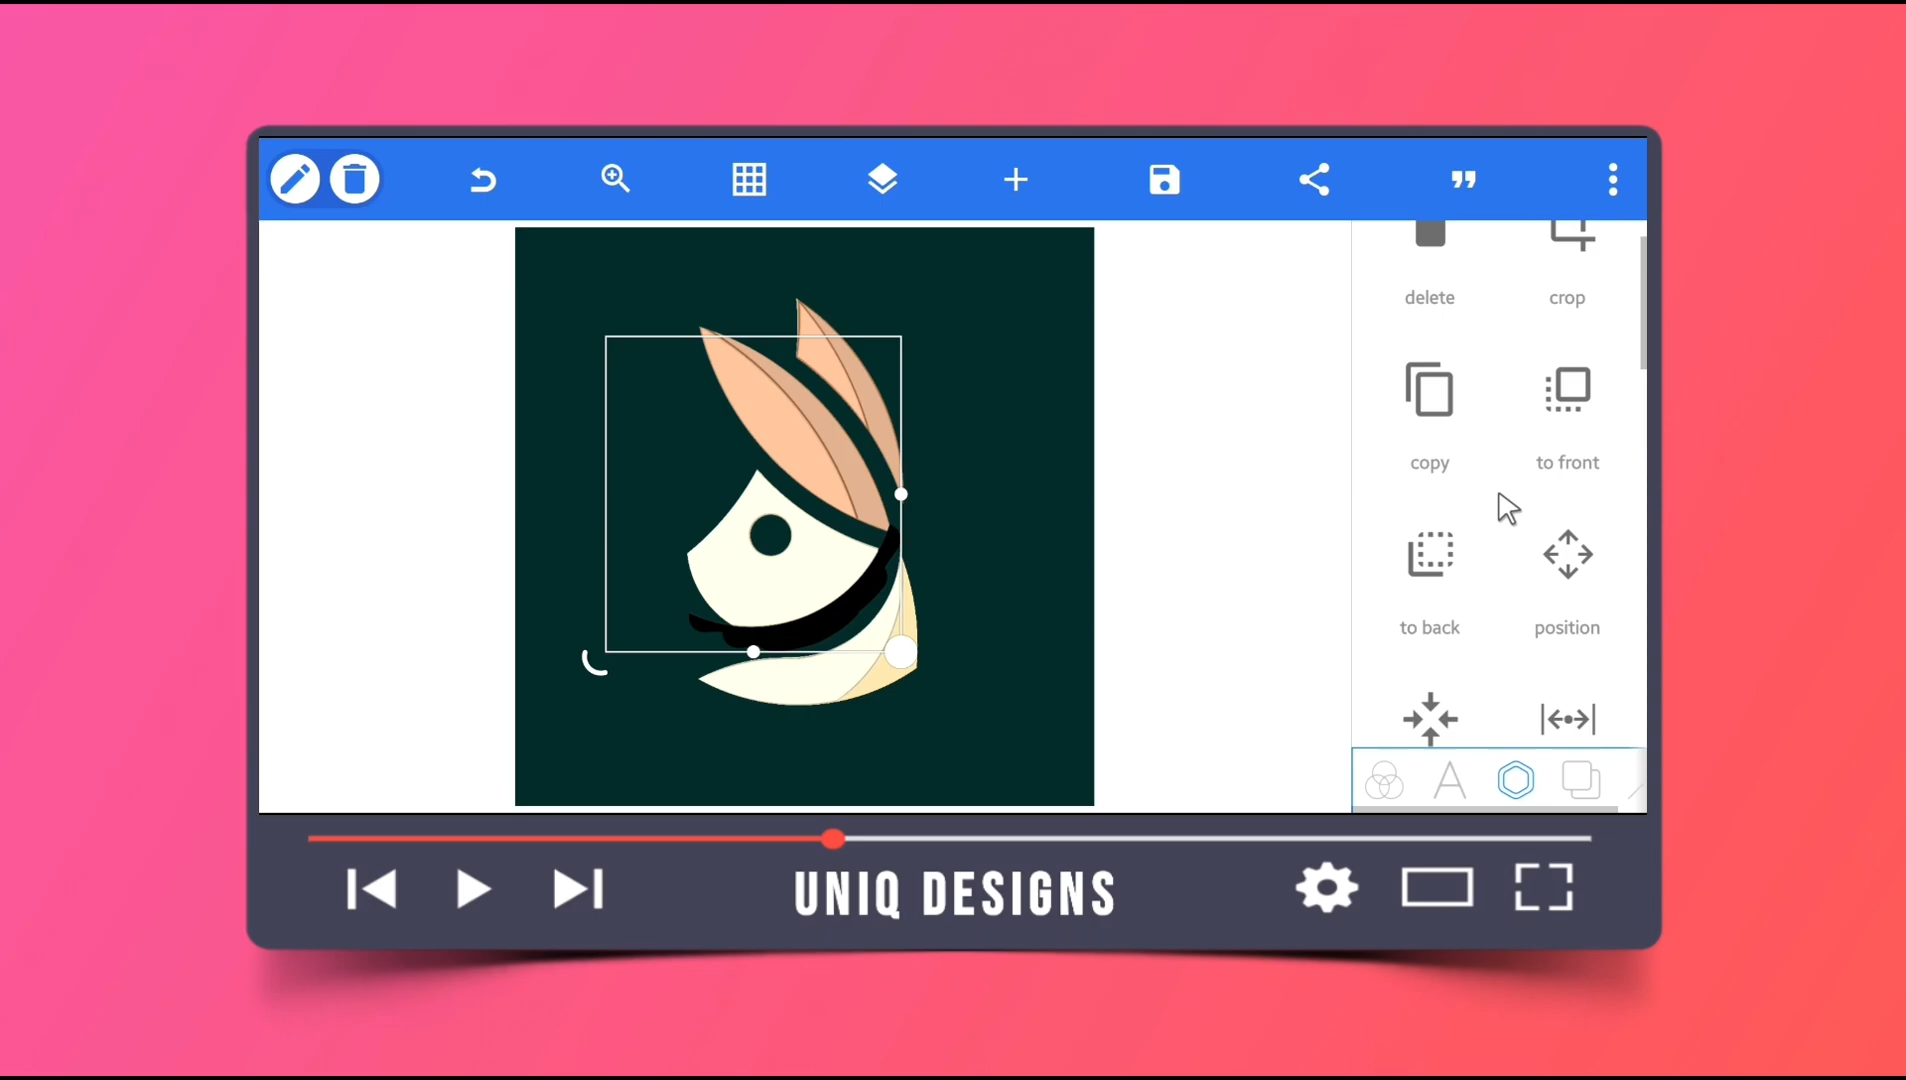 delete
crop
copy
to front
to back
position
UNIQ DESIGNS